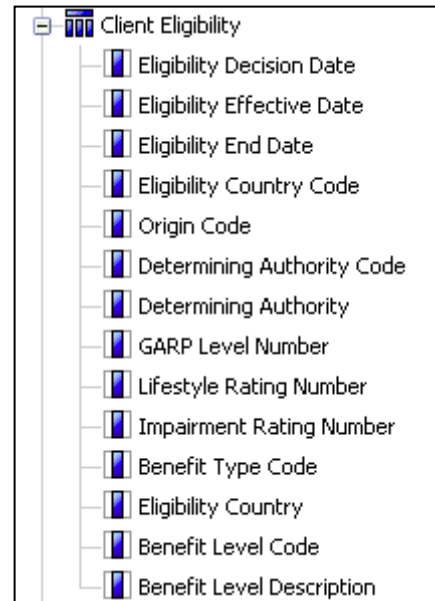 Client Eligibility
Eligibility Decision Date
Eligibility Effective Date
Eligibility End Date
Eligibility Country Code
Origin Code
Determining Authority Code
Determining Authority
GARP Level Number
Lifestyle Rating Number
Impairment Rating Number
Benefit Type Code
Eligibility Country
Benefit Level Code
Benefit Level Description